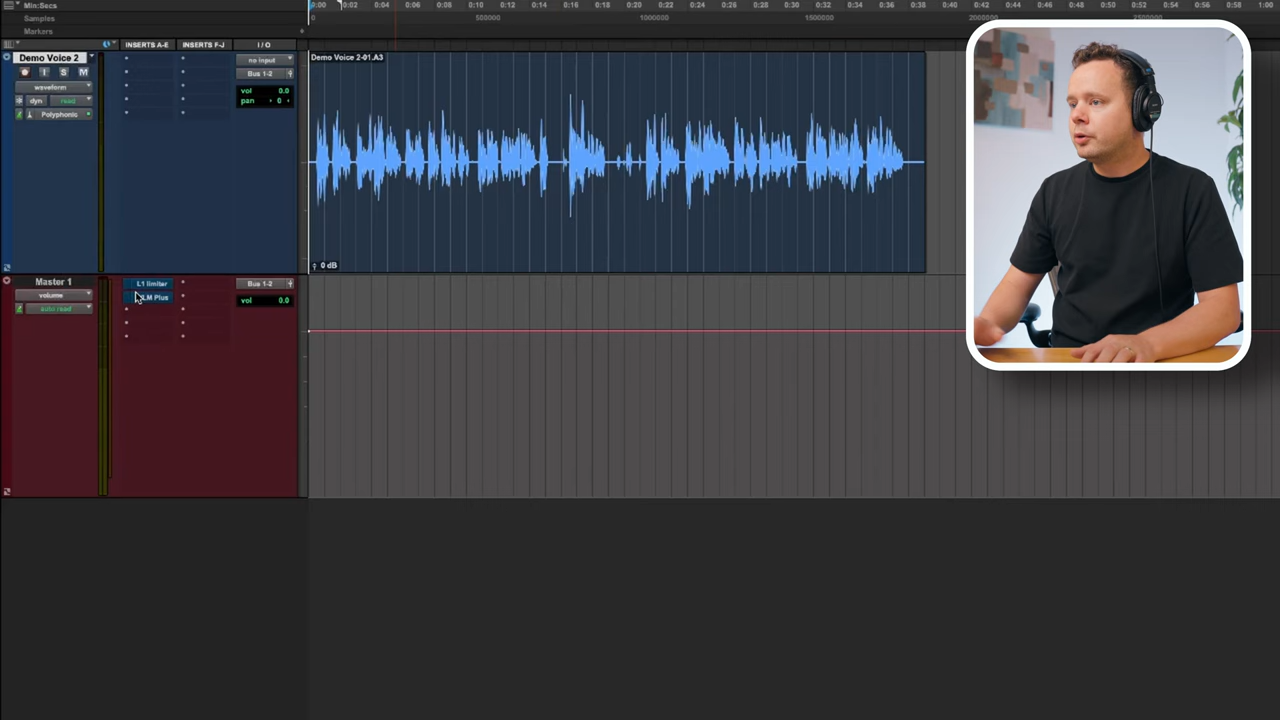 Min:Secs 0:00 0:02 0:04 0:06 0:08 0:10 0:12 0:14 0:16 0:18 0:20 0:22 0:24 0:26 0:28 0:30 0:32 0:34 0:36 0:38 0:40 0:42 0:44 0:46 0:48 0:50 0:52 0:54 0:56 0:58 1:00
Samples 0 500000 1000000 1500000 2000000 2500000
Markers
INSERTS A-E INSERTS F-J I / O
Demo Voice 2 no input Demo Voice 2-01.A3
I S M Bus 1-2
waveform
dyn read vol 0.0
pan 0
Polyphonic
0 dB
Master 1 L1 limiter Bus 1-2
volume LM Plus vol 0.0
auto read